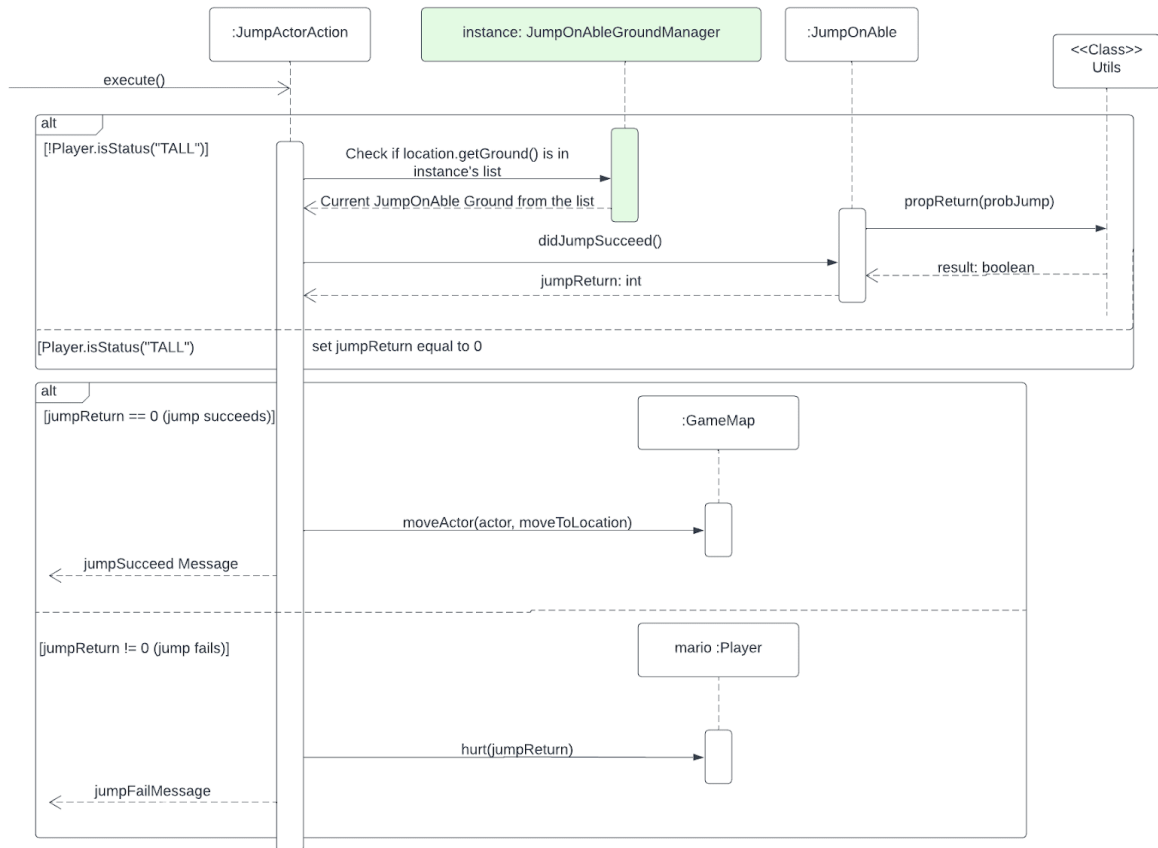 :JumpActorAction
instance: JumpOnAbleGroundManager
:JumpOnAble
<<Class>>
Utils
execute()
alt
[!Player.isStatus("TALL")]
Check if location.getGround() is in
instance's list
Current JumpOnAble Ground from the list
propReturn(probJump)
didJumpSucceed()
result: boolean
jumpReturn: int
[Player.isStatus("TALL")
set jumpReturn equal to 0
alt
[jumpReturn == 0 (jump succeeds)]
:GameMap
moveActor(actor, moveToLocation)
jumpSucceed Message
[jumpReturn != 0 (jump fails)]
mario :Player
hurt(jumpReturn)
jumpFailMessage